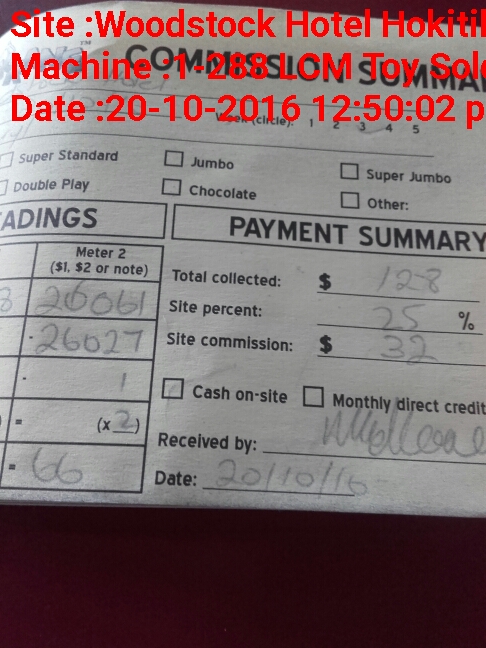 Site :Woodstock Hotel Hokiti
Machine :1-288 LCM Toy Sol
Date :20-10-2016 12:50:02 p
COMMISSION SUMMA
Week (circle): 1 2 3 4 5
Super Standard
Jumbo
Super Jumbo
Double Play
Chocolate
Other:
ADINGS
PAYMENT SUMMARY
Meter 2
($1, $2 or note)
Total collected: $ 128
26061
Site percent: 25 %
26027
Site commission: $ 32
1
Cash on-site
Monthly direct credit
= (x 2)
Received by:
= 66
Date: 20/10/16